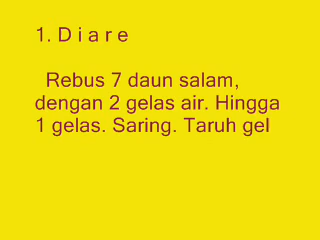 1. D i a r e
Rebus 7 daun salam,
dengan 2 gelas air. Hingga
1 gelas. Saring. Taruh gel